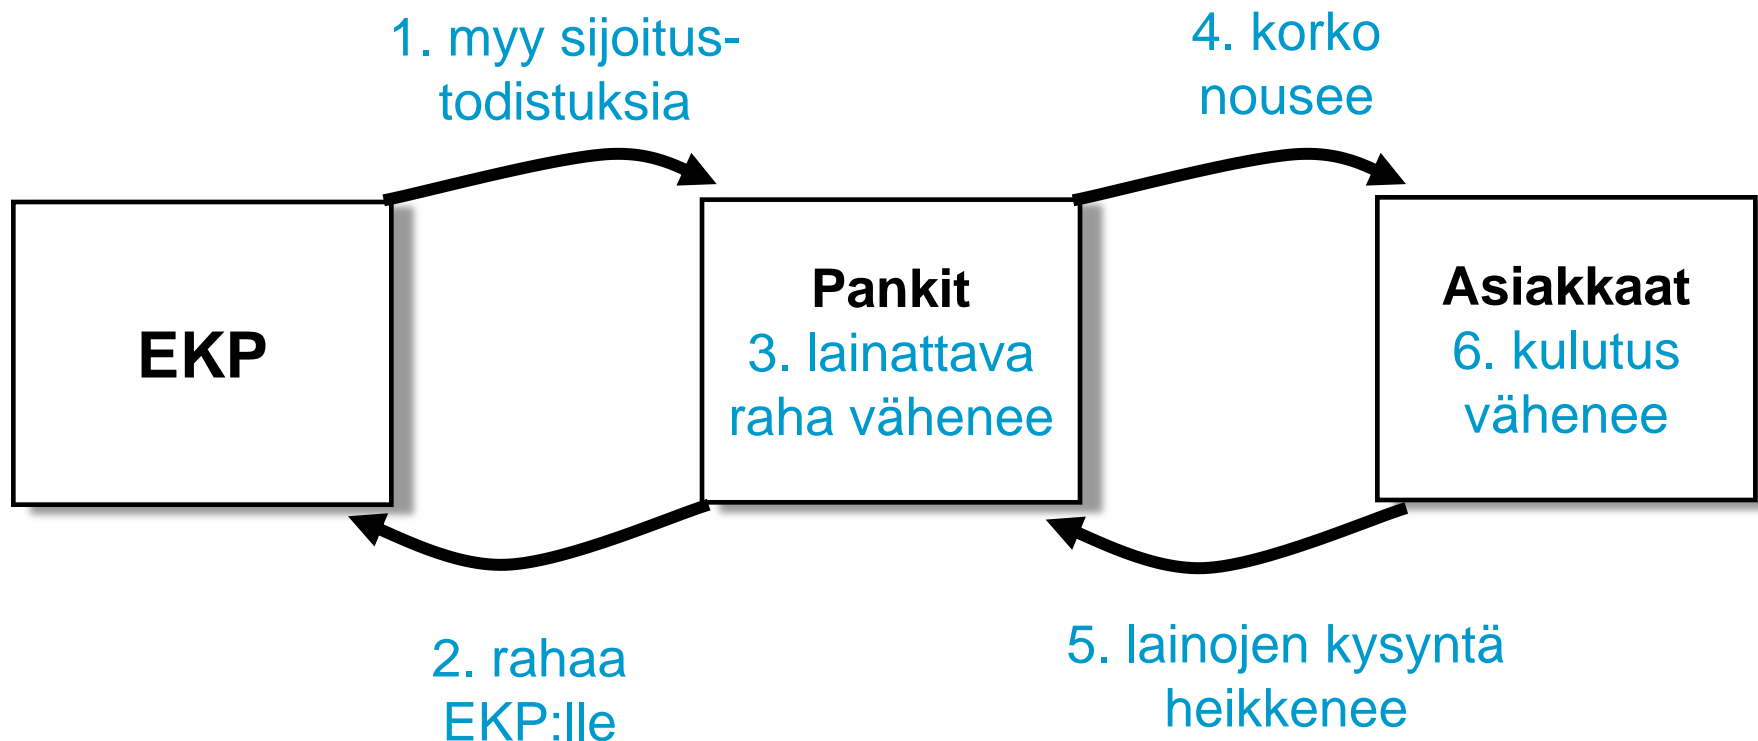 1. myy sijoitus-
todistuksia
4. korko
nousee
EKP
Pankit
3. lainattava
raha vähenee
Asiakkaat
6. kulutus
vähenee
2. rahaa
EKP:lle
5. lainojen kysyntä
heikkenee